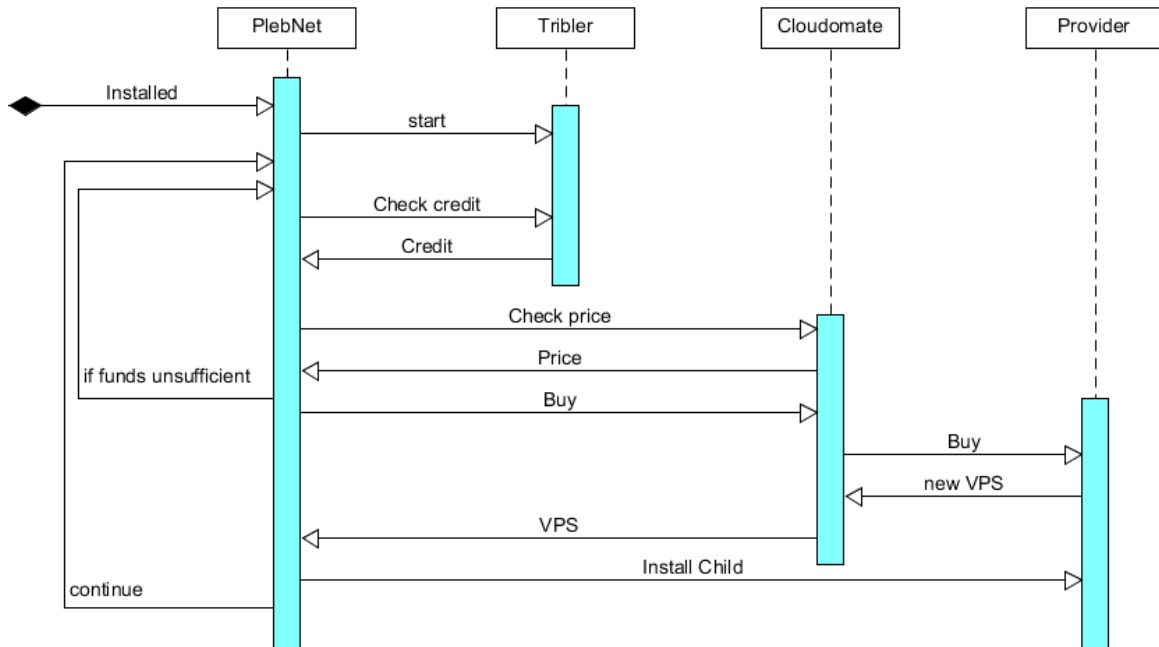 PlebNet
Tribler
Cloudomate
Provider
Installed
start
Check credit
Credit
Check price
Price
if funds unsufficient
Buy
Buy
new VPS
VPS
Install Child
continue